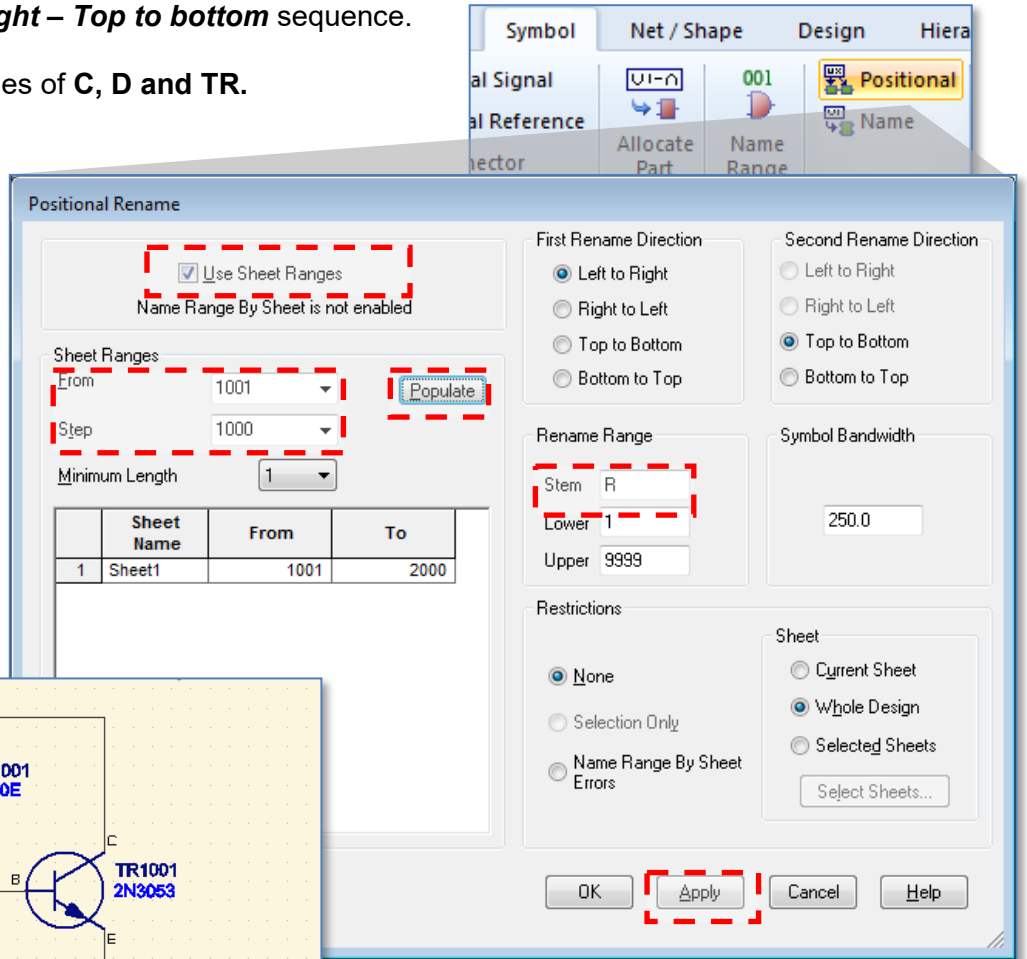 ght – Top to bottom sequence.
es of C, D and TR.
Symbol Net / Shape Design Hiera
al Signal
al Reference
nector
Allocate Part
001
Name Range
Positional
Name
Positional Rename
Use Sheet Ranges
Name Range By Sheet is not enabled
Sheet Ranges
From 1001
Populate
Step 1000
Minimum Length 1
Sheet Name From To
1 Sheet1 1001 2000
First Rename Direction
Left to Right
Right to Left
Top to Bottom
Bottom to Top
Second Rename Direction
Left to Right
Right to Left
Top to Bottom
Bottom to Top
Rename Range
Stem R
Lower 1
Upper 9999
Symbol Bandwidth
250.0
Restrictions
None
Selection Only
Name Range By Sheet
Errors
Sheet
Current Sheet
Whole Design
Selected Sheets
Select Sheets...
OK Apply Cancel Help
001
0E
C
B
TR1001
2N3053
E